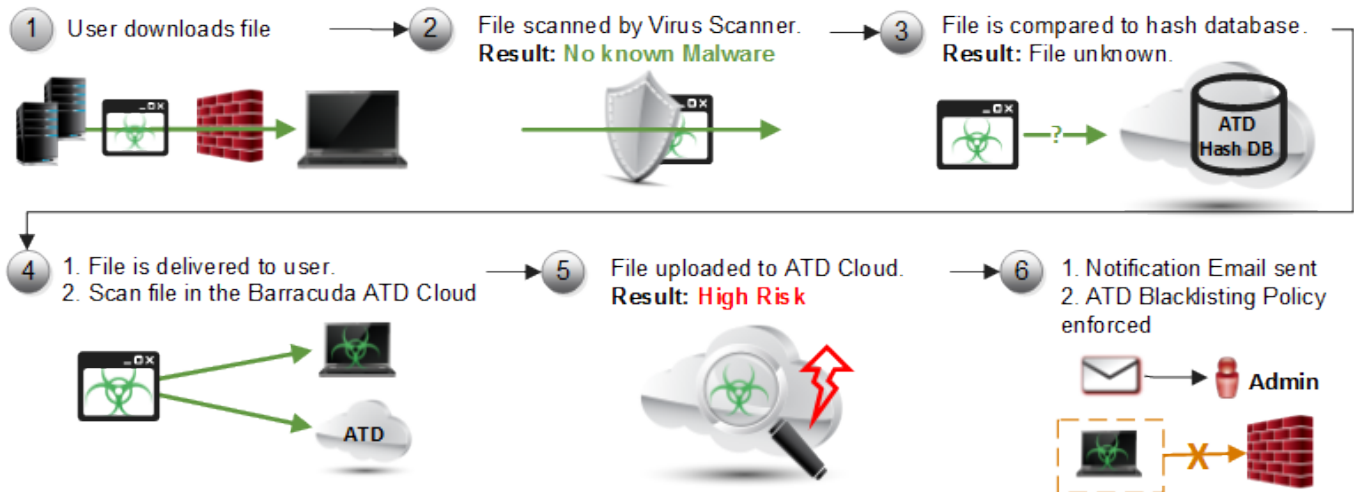 1 User downloads file
2 File scanned by Virus Scanner.
Result: No known Malware
3 File is compared to hash database.
Result: File unknown.
?
ATD
Hash DB
4 1. File is delivered to user.
2. Scan file in the Barracuda ATD Cloud
ATD
5 File uploaded to ATD Cloud.
Result: High Risk
6 1. Notification Email sent
2. ATD Blacklisting Policy
enforced
Admin
X